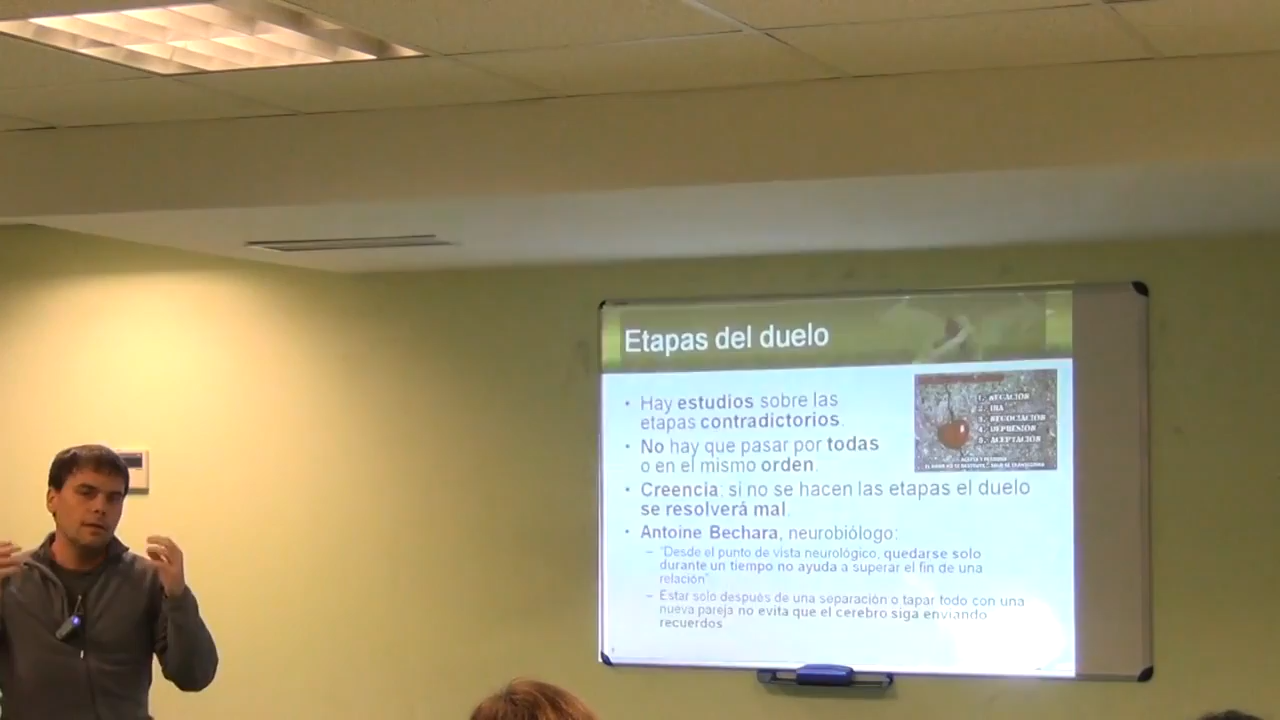 Etapas del duelo
• Hay estudios sobre las
etapas contradictorios.
• No hay que pasar por todas
o en el mismo orden.
• Creencia: si no se hacen las etapas el duelo
se resolverá mal.
• Antoine Bechara, neurobiólogo:
– “Desde el punto de vista neurológico, quedarse solo
durante un tiempo no ayuda a superar el fin de una
relación”
– Estar solo después de una separación o tapar todo con una
nueva pareja no evita que el cerebro siga enviando
recuerdos
1. NEGACIÓN
2. IRA
3. NEGOCIACIÓN
4. DEPRESIÓN
5. ACEPTACIÓN